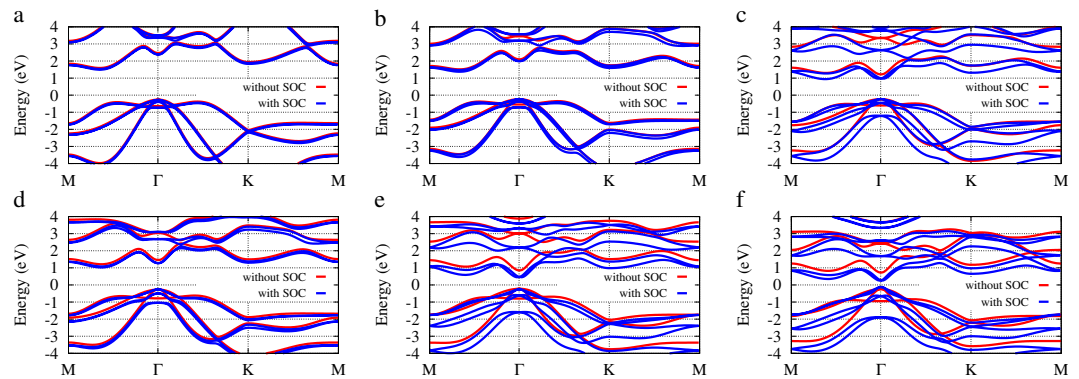 a
b
c
4
3
2
1
0
-1
-2
-3
-4
Energy (eV)
without SOC
with SOC
M
Γ
K
M
4
3
2
1
0
-1
-2
-3
-4
Energy (eV)
without SOC
with SOC
M
Γ
K
M
4
3
2
1
0
-1
-2
-3
-4
Energy (eV)
without SOC
with SOC
M
Γ
K
M
d
e
f
4
3
2
1
0
-1
-2
-3
-4
Energy (eV)
without SOC
with SOC
M
Γ
K
M
4
3
2
1
0
-1
-2
-3
-4
Energy (eV)
without SOC
with SOC
M
Γ
K
M
4
3
2
1
0
-1
-2
-3
-4
Energy (eV)
without SOC
with SOC
M
Γ
K
M